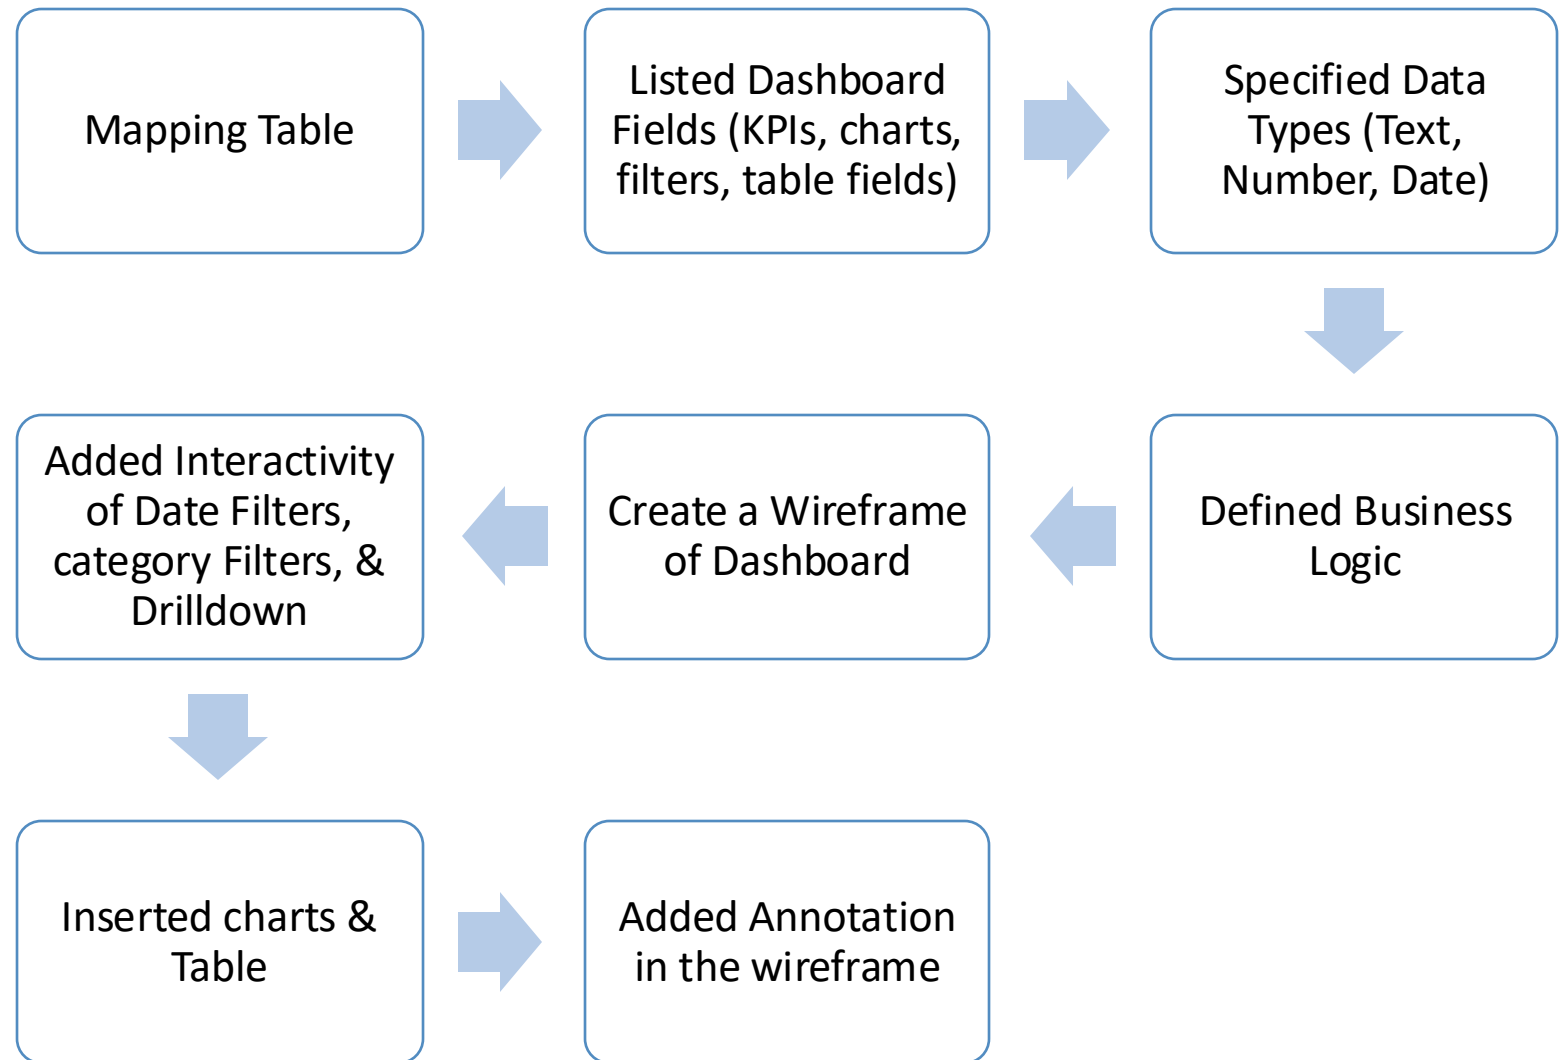 Mapping Table
Listed Dashboard
Fields (KPIs, charts,
filters, table fields)
Specified Data
Types (Text,
Number, Date)
Defined Business
Logic
Create a Wireframe
of Dashboard
Added Interactivity
of Date Filters,
category Filters, &
Drilldown
Inserted charts &
Table
Added Annotation
in the wireframe